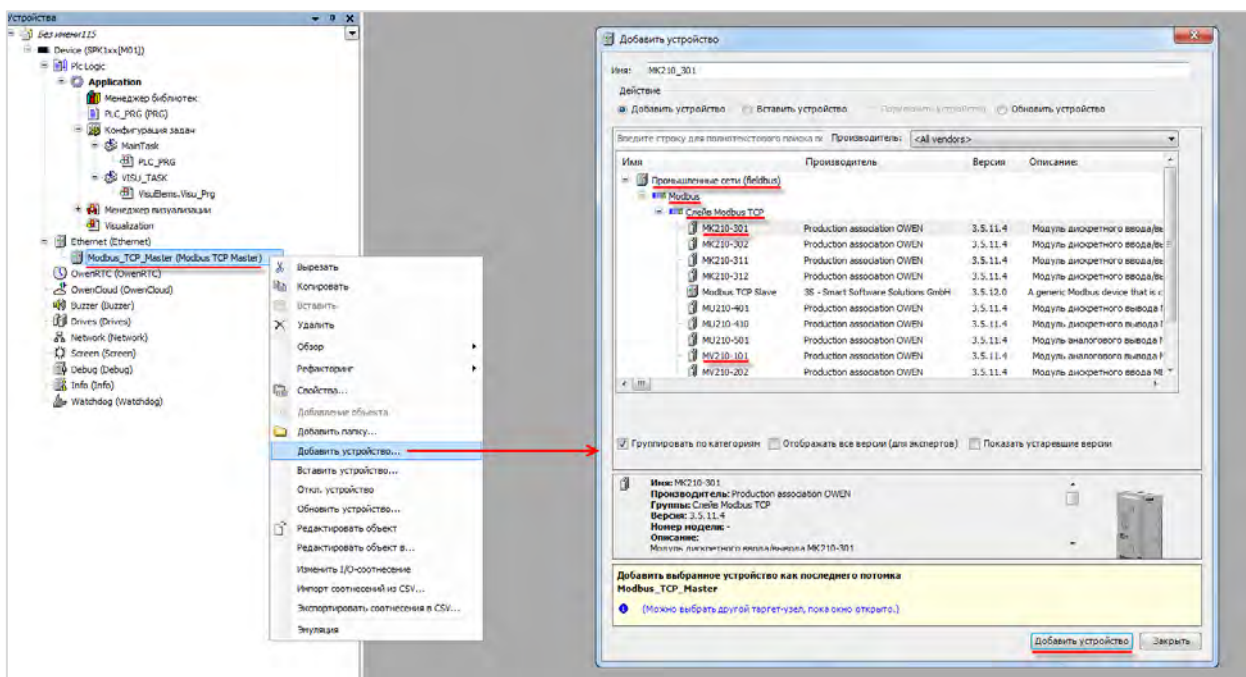 Устройства
Без имени115
Device (SPK1xx[M01])
Plc Logic
Application
Менеджер библиотек
PLC_PRG (PRG)
Конфигурация задач
MainTask
PLC_PRG
VISU_TASK
VisuElems.Visu_Prg
Менеджер визуализации
Visualization
Ethernet (Ethernet)
Modbus_TCP_Master (Modbus TCP Master)
OwenRTC (OwenRTC)
OwenCloud (OwenCloud)
Buzzer (Buzzer)
Drives (Drives)
Network (Network)
Screen (Screen)
Debug (Debug)
Info (Info)
Watchdog (Watchdog)
Вырезать
Копировать
Вставить
Удалить
Обзор
Рефакторинг
Свойства...
Добавление объекта
Добавить папку...
Добавить устройство...
Вставить устройство...
Откл. устройство
Обновить устройство...
Редактировать объект
Редактировать объект в...
Изменить I/O-соотнесение
Импорт соотнесений из CSV...
Экспортировать соотнесения в CSV...
Эмуляция
Добавить устройство
Имя: MK210_301
Действие
Добавить устройство Вставить устройство Подключить устройство Обновить устройство
Введите строку для полнотекстового поиска Производитель: <All vendors>
Имя Производитель Версия Описание:
Промышленные сети (fieldbus)
Modbus
Слейв Modbus TCP
MK210-301 Production association OWEN 3.5.11.4 Модуль дискретного ввода/вы
MK210-302 Production association OWEN 3.5.11.4 Модуль дискретного ввода/вы
MK210-311 Production association OWEN 3.5.11.4 Модуль дискретного ввода/вы
MK210-312 Production association OWEN 3.5.11.4 Модуль дискретного ввода/вы
Modbus TCP Slave 3S - Smart Software Solutions GmbH 3.5.12.0 A generic Modbus device that is c
MU210-401 Production association OWEN 3.5.11.4 Модуль дискретного вывода
MU210-410 Production association OWEN 3.5.11.4 Модуль дискретного вывода
MU210-501 Production association OWEN 3.5.11.4 Модуль аналогового вывода
MV210-101 Production association OWEN 3.5.11.4 Модуль аналогового вывода
MV210-202 Production association OWEN 3.5.11.4 Модуль дискретного ввода
Группировать по категориям Отображать все версии (для экспертов) Показать устаревшие версии
Имя: MK210-301
Производитель: Production association OWEN
Группы: Слейв Modbus TCP
Версия: 3.5.11.4
Номер модели: -
Описание:
Модуль дискретного ввода/вывода MK210-301
Добавить выбранное устройство как последнего потомка
Modbus_TCP_Master
(Можно выбрать другой таргет-узел, пока окно открыто.)
Добавить устройство Закрыть